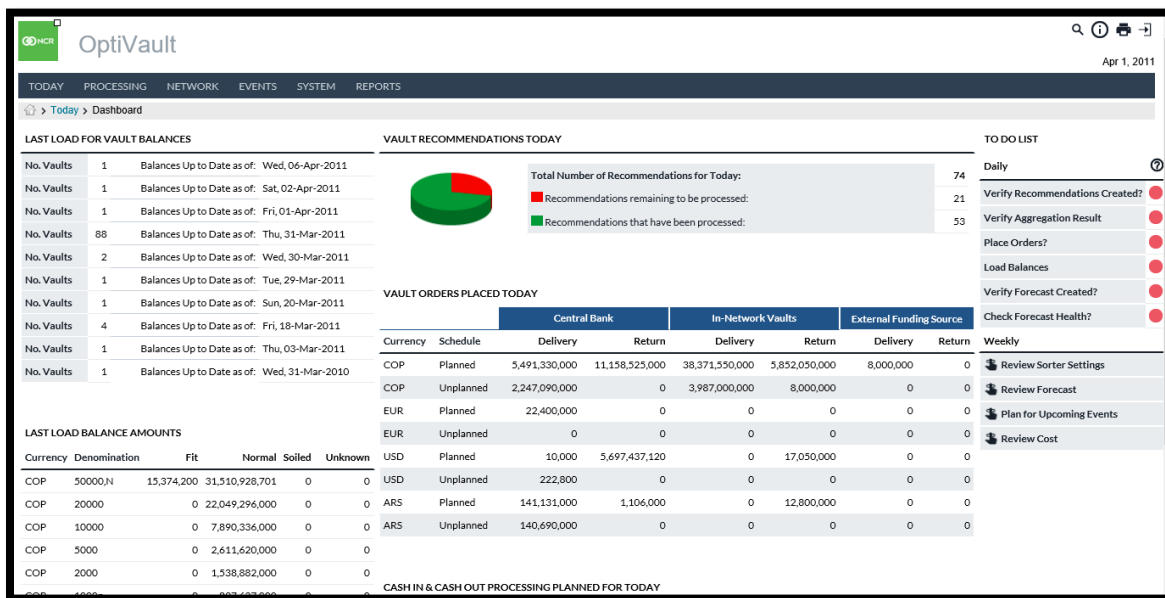 NCR OptiVault
Apr 1, 2011
TODAY PROCESSING NETWORK EVENTS SYSTEM REPORTS
> Today > Dashboard
LAST LOAD FOR VAULT BALANCES
No. Vaults 1 Balances Up to Date as of: Wed, 06-Apr-2011
No. Vaults 1 Balances Up to Date as of: Sat, 02-Apr-2011
No. Vaults 1 Balances Up to Date as of: Fri, 01-Apr-2011
No. Vaults 88 Balances Up to Date as of: Thu, 31-Mar-2011
No. Vaults 2 Balances Up to Date as of: Wed, 30-Mar-2011
No. Vaults 1 Balances Up to Date as of: Tue, 29-Mar-2011
No. Vaults 1 Balances Up to Date as of: Sun, 20-Mar-2011
No. Vaults 4 Balances Up to Date as of: Fri, 18-Mar-2011
No. Vaults 1 Balances Up to Date as of: Thu, 03-Mar-2011
No. Vaults 1 Balances Up to Date as of: Wed, 31-Mar-2010
LAST LOAD BALANCE AMOUNTS
Currency Denomination Fit Normal Soiled Unknown
COP 50000,N 15,374,200 31,510,928,701 0 0
COP 20000 0 22,049,296,000 0 0
COP 10000 0 7,890,336,000 0 0
COP 5000 0 2,611,620,000 0 0
COP 2000 0 1,538,882,000 0 0
VAULT RECOMMENDATIONS TODAY
Total Number of Recommendations for Today: 74
Recommendations remaining to be processed: 21
Recommendations that have been processed: 53
VAULT ORDERS PLACED TODAY
Central Bank In-Network Vaults External Funding Source
Currency Schedule Delivery Return Delivery Return Delivery Return
COP Planned 5,491,330,000 11,158,525,000 38,371,550,000 5,852,050,000 8,000,000 0
COP Unplanned 2,247,090,000 0 3,987,000,000 8,000,000 0 0
EUR Planned 22,400,000 0 0 0 0 0
EUR Unplanned 0 0 0 0 0 0
USD Planned 10,000 5,697,437,120 0 17,050,000 0 0
USD Unplanned 222,800 0 0 0 0 0
ARS Planned 141,131,000 1,106,000 0 12,800,000 0 0
ARS Unplanned 140,690,000 0 0 0 0 0
CASH IN & CASH OUT PROCESSING PLANNED FOR TODAY
TO DO LIST
Daily
Verify Recommendations Created?
Verify Aggregation Result
Place Orders?
Load Balances
Verify Forecast Created?
Check Forecast Health?
Weekly
Review Sorter Settings
Review Forecast
Plan for Upcoming Events
Review Cost